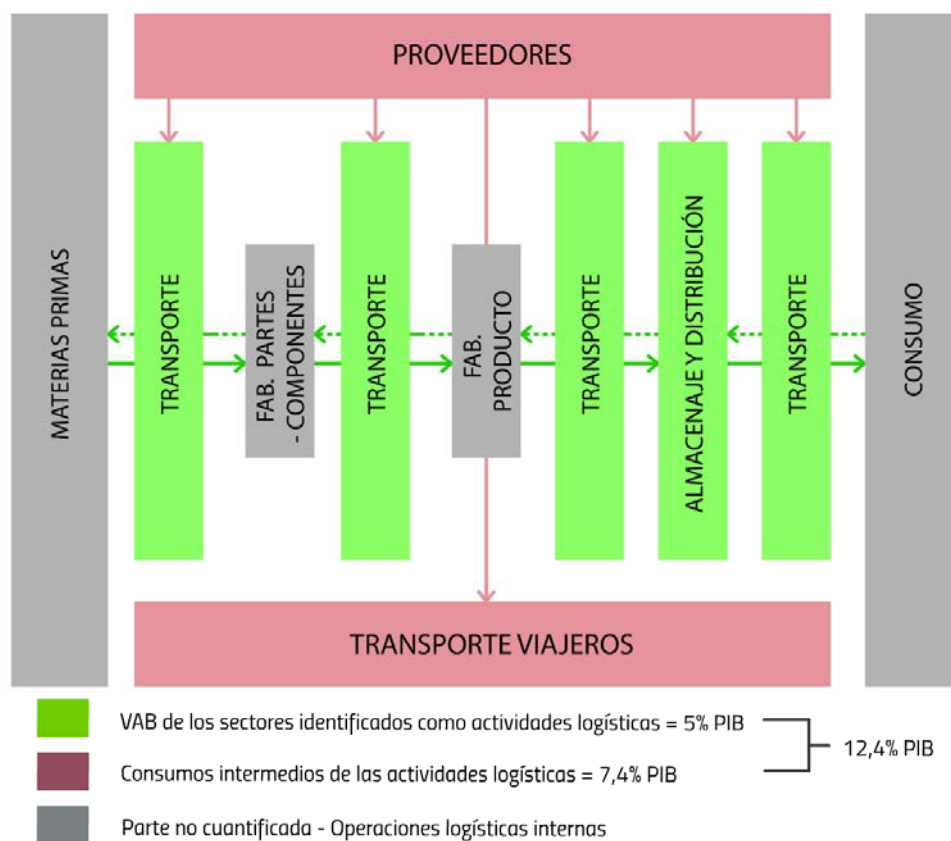 PROVEEDORES
MATERIAS PRIMAS
TRANSPORTE
FAB. PARTES
- COMPONENTES
TRANSPORTE
FAB.
PRODUCTO
TRANSPORTE
ALMACENAJE Y DISTRIBUCIÓN
TRANSPORTE
CONSUMO
TRANSPORTE VIAJEROS
VAB de los sectores identificados como actividades logísticas = 5% PIB
12,4% PIB
Consumos intermedios de las actividades logísticas = 7,4% PIB
Parte no cuantificada - Operaciones logísticas internas